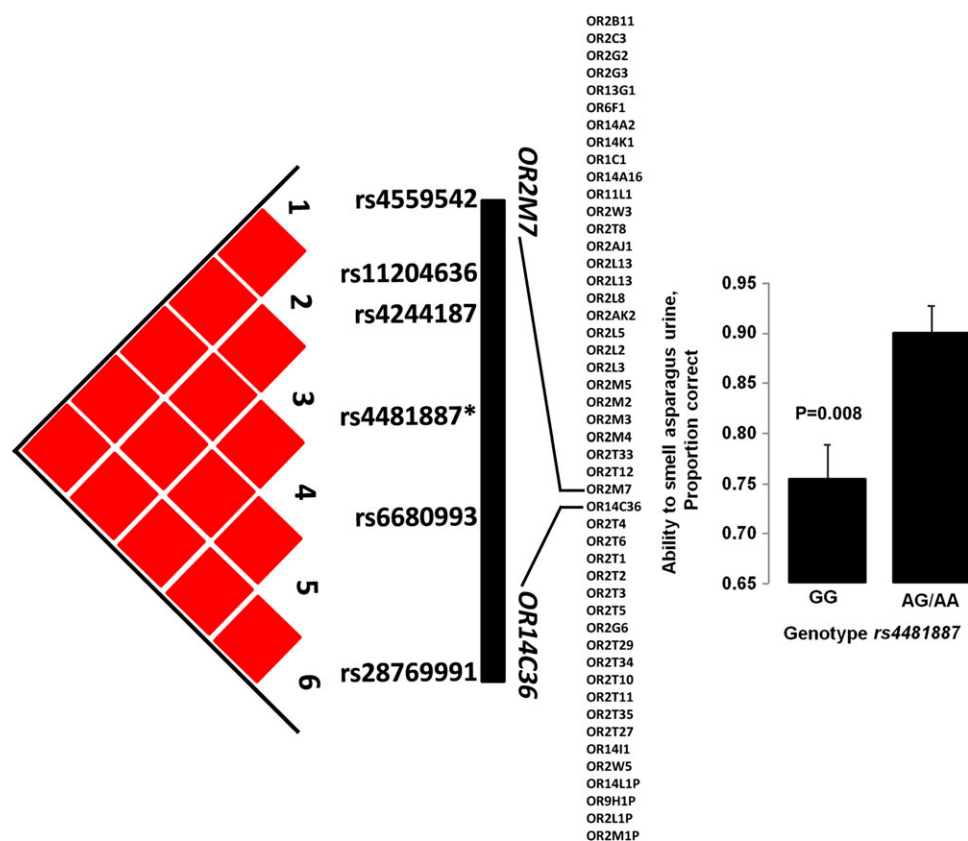 1
2
3
4
5
6
rs4559542
rs11204636
rs4244187
rs4481887*
rs6680993
rs28769991
OR2M7
OR14C36
OR2B11
OR2C3
OR2G2
OR2G3
OR13G1
OR6F1
OR14A2
OR14K1
OR1C1
OR14A16
OR11L1
OR2W3
OR2T8
OR2AJ1
OR2L13
OR2L13
OR2L8
OR2AK2
OR2L5
OR2L2
OR2L3
OR2M5
OR2M2
OR2M3
OR2M4
OR2T33
OR2T12
OR2M7
OR14C36
OR2T4
OR2T6
OR2T1
OR2T2
OR2T3
OR2T5
OR2G6
OR2T29
OR2T34
OR2T10
OR2T11
OR2T35
OR2T27
OR14I1
OR2W5
OR14L1P
OR9H1P
OR2L1P
OR2M1P
Ability to smell asparagus urine,
Proportion correct
0.95
0.90
0.85
0.80
0.75
0.70
0.65
P=0.008
GG
AG/AA
Genotype rs4481887